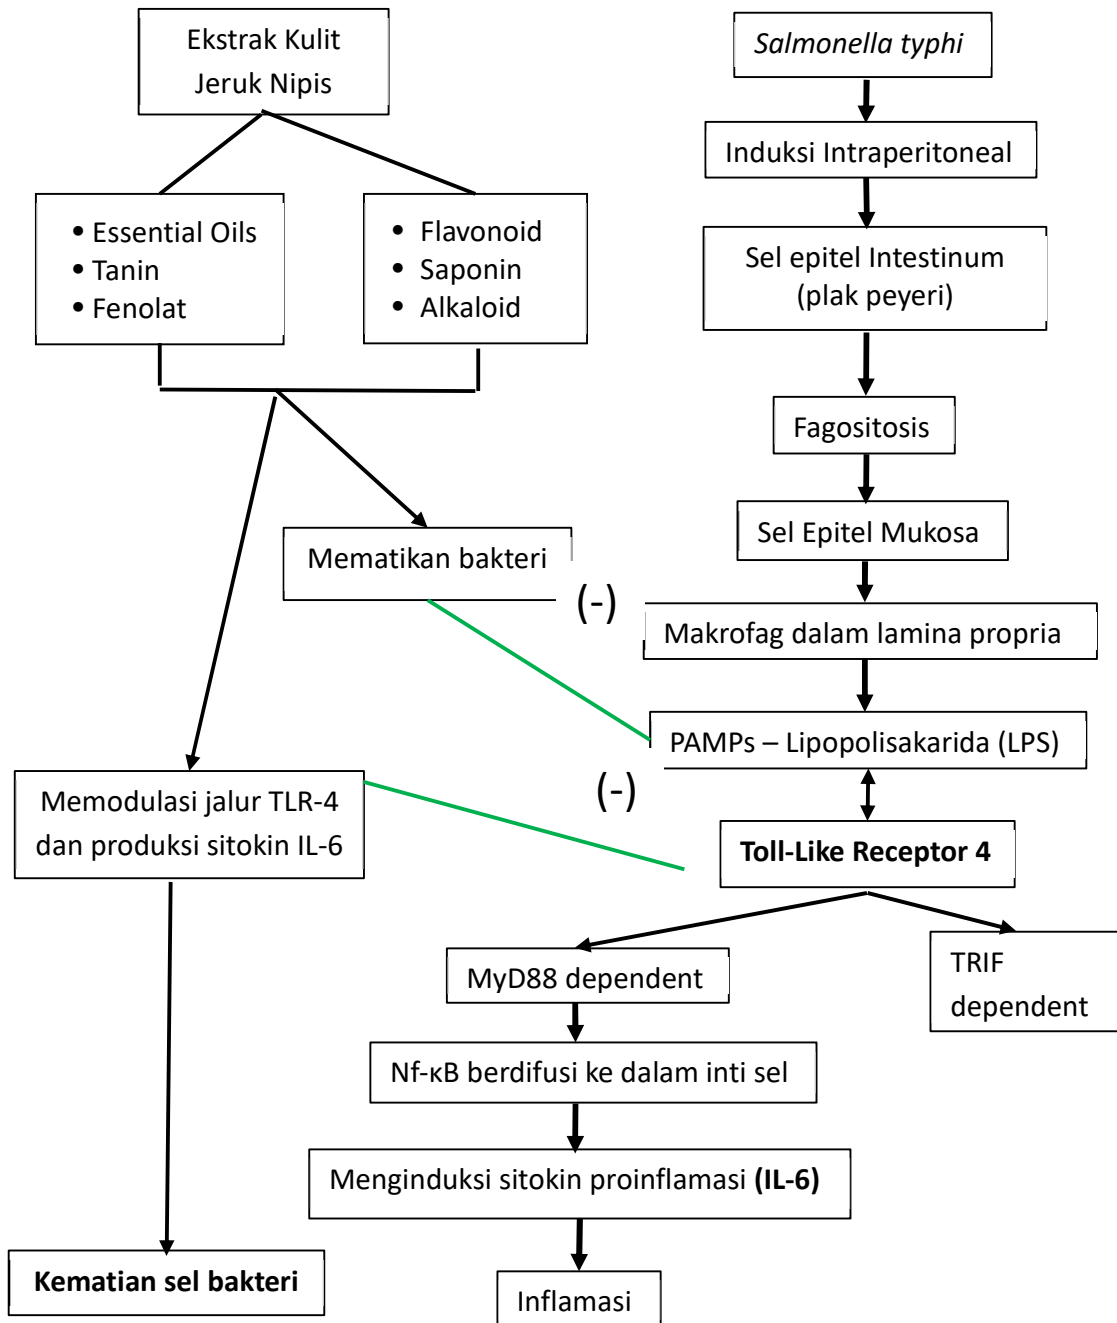 Ekstrak Kulit
Jeruk Nipis
• Essential Oils
• Tanin
• Fenolat
• Flavonoid
• Saponin
• Alkaloid
Mematikan bakteri
(-)
Memodulasi jalur TLR-4
dan produksi sitokin IL-6
(-)
Kematian sel bakteri
Salmonella typhi
Induksi Intraperitoneal
Sel epitel Intestinum
(plak peyeri)
Fagositosis
Sel Epitel Mukosa
Makrofag dalam lamina propria
PAMPs – Lipopolisakarida (LPS)
Toll-Like Receptor 4
MyD88 dependent
TRIF
dependent
Nf-κB berdifusi ke dalam inti sel
Menginduksi sitokin proinflamasi (IL-6)
Inflamasi